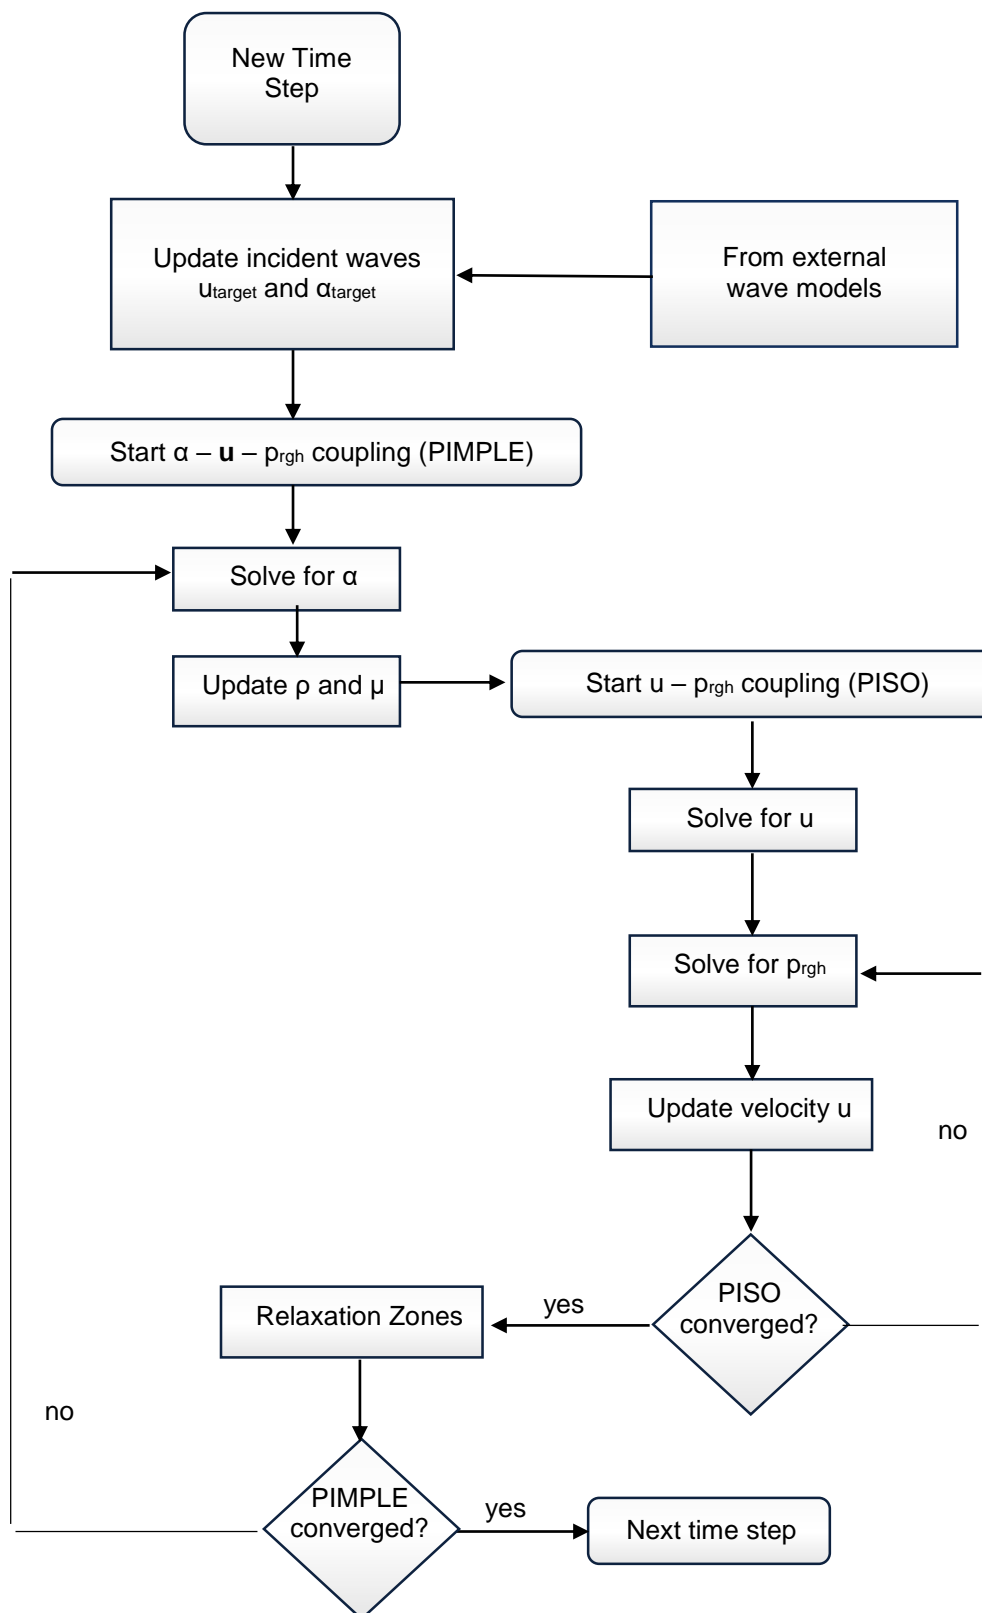 New Time
Step
Update incident waves
utarget and αtarget
From external
wave models
Start α – u – prgh coupling (PIMPLE)
Solve for α
Update ρ and μ
Start u – prgh coupling (PISO)
Solve for u
Solve for prgh
Update velocity u
no
PISO
converged?
yes
Relaxation Zones
no
PIMPLE
converged?
yes
Next time step